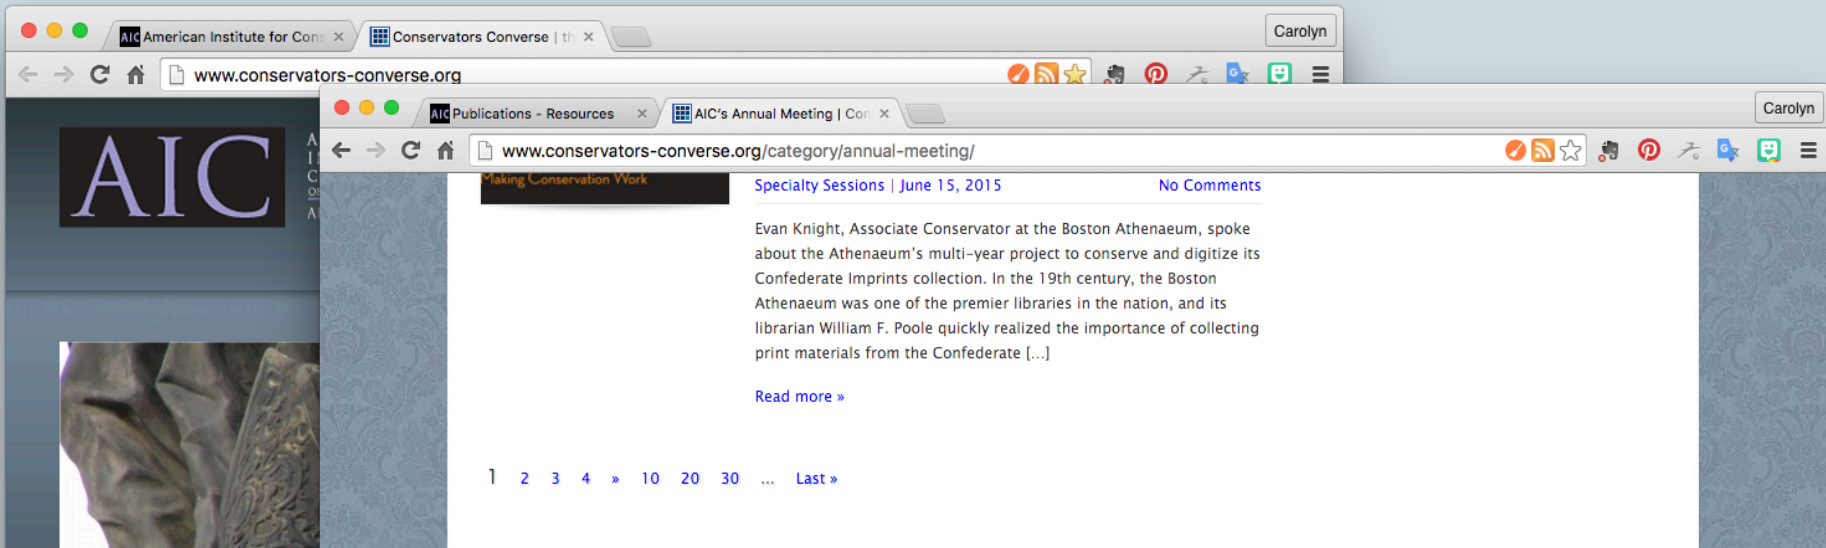 AIC American Institute for Cons
Conservators Converse | th
Carolyn
www.conservators-converse.org
AIC
AIC Publications - Resources
AIC's Annual Meeting | Con
Carolyn
www.conservators-converse.org/category/annual-meeting/
Making Conservation Work
Specialty Sessions | June 15, 2015
No Comments
Evan Knight, Associate Conservator at the Boston Athenaeum, spoke
about the Athenaeum's multi-year project to conserve and digitize its
Confederate Imprints collection. In the 19th century, the Boston
Athenaeum was one of the premier libraries in the nation, and its
librarian William F. Poole quickly realized the importance of collecting
print materials from the Confederate [...]
Read more »
1 2 3 4 » 10 20 30 ... Last »